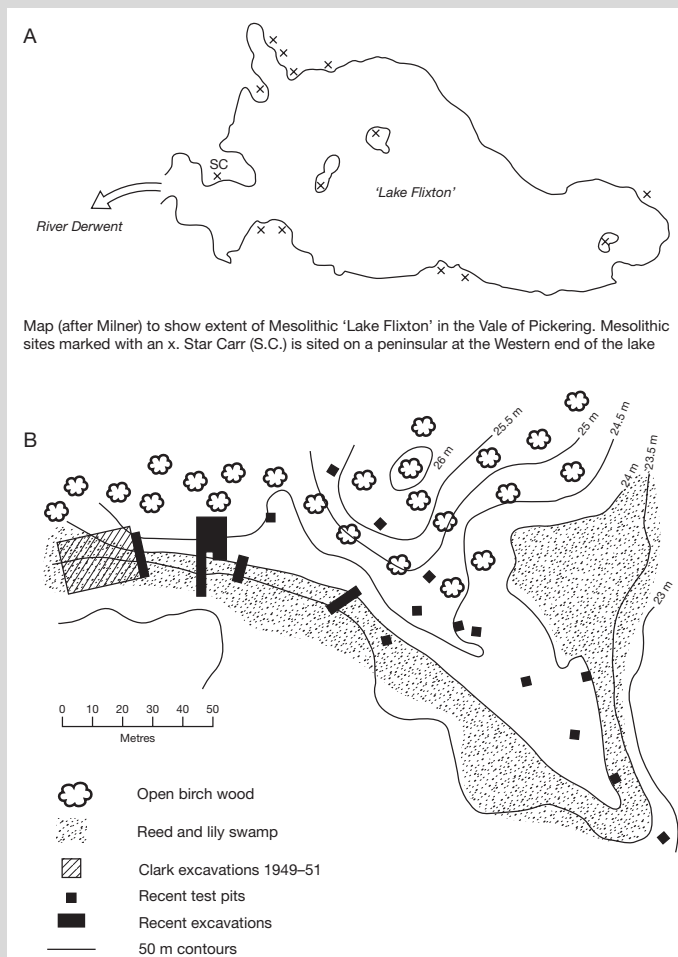 A
SC
'Lake Flixton'
River Derwent
Map (after Milner) to show extent of Mesolithic 'Lake Flixton' in the Vale of Pickering. Mesolithic
sites marked with an x. Star Carr (S.C.) is sited on a peninsular at the Western end of the lake
B
25.5 m
25 m
24.5 m
26 m
24 m
23.5 m
23 m
0 10 20 30 40 50
Metres
Open birch wood
Reed and lily swamp
Clark excavations 1949–51
Recent test pits
Recent excavations
50 m contours